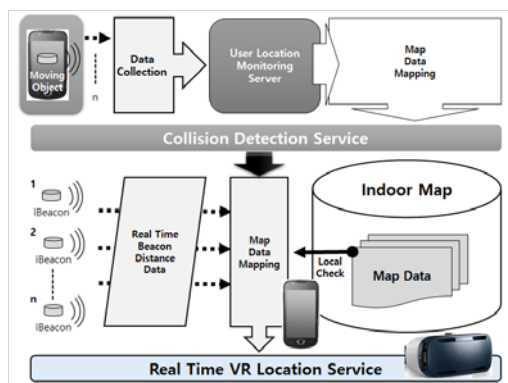 Moving
Object
n
Data
Collection
User Location
Monitoring
Server
Map
Data
Mapping
Collision Detection Service
1
iBeacon
2
iBeacon
n
iBeacon
Real Time
Beacon
Distance
Data
Map
Data
Mapping
Indoor Map
Local
Check
Map Data
Real Time VR Location Service